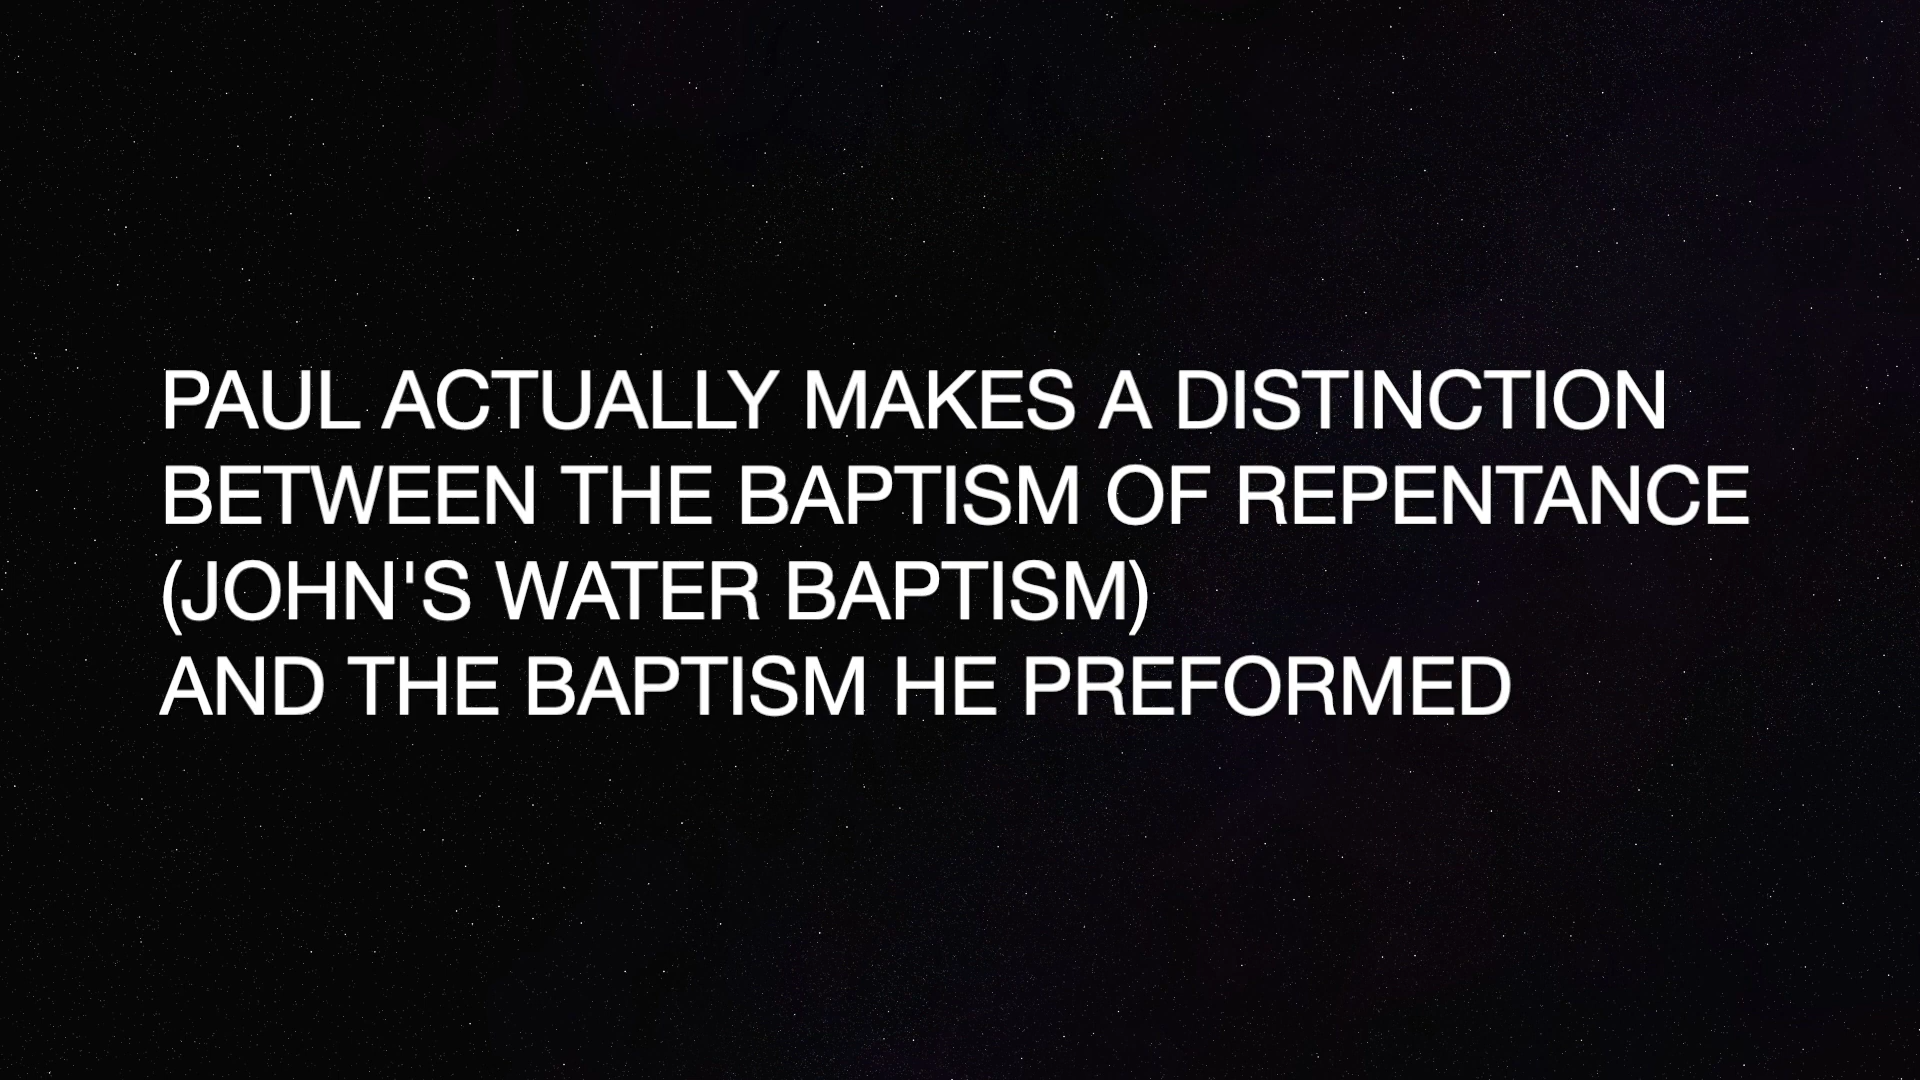 PAUL ACTUALLY MAKES A DISTINCTION
BETWEEN THE BAPTISM OF REPENTANCE
(JOHN'S WATER BAPTISM)
AND THE BAPTISM HE PREFORMED